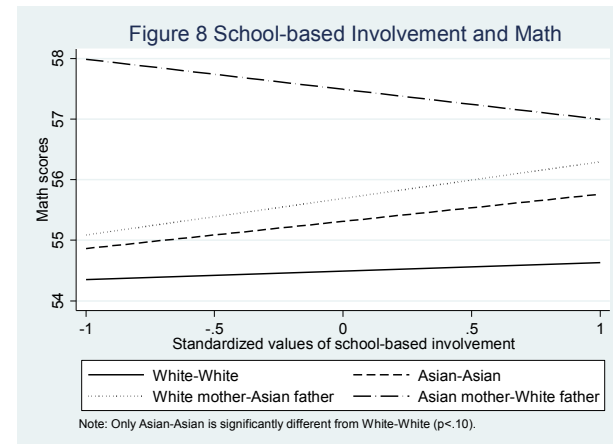 Figure 8 School-based Involvement and Math
Math scores
58
57
56
55
54
-1 -.5 0 .5 1
Standardized values of school-based involvement
White-White Asian-Asian
White mother-Asian father Asian mother-White father
Note: Only Asian-Asian is significantly different from White-White (p<.10).